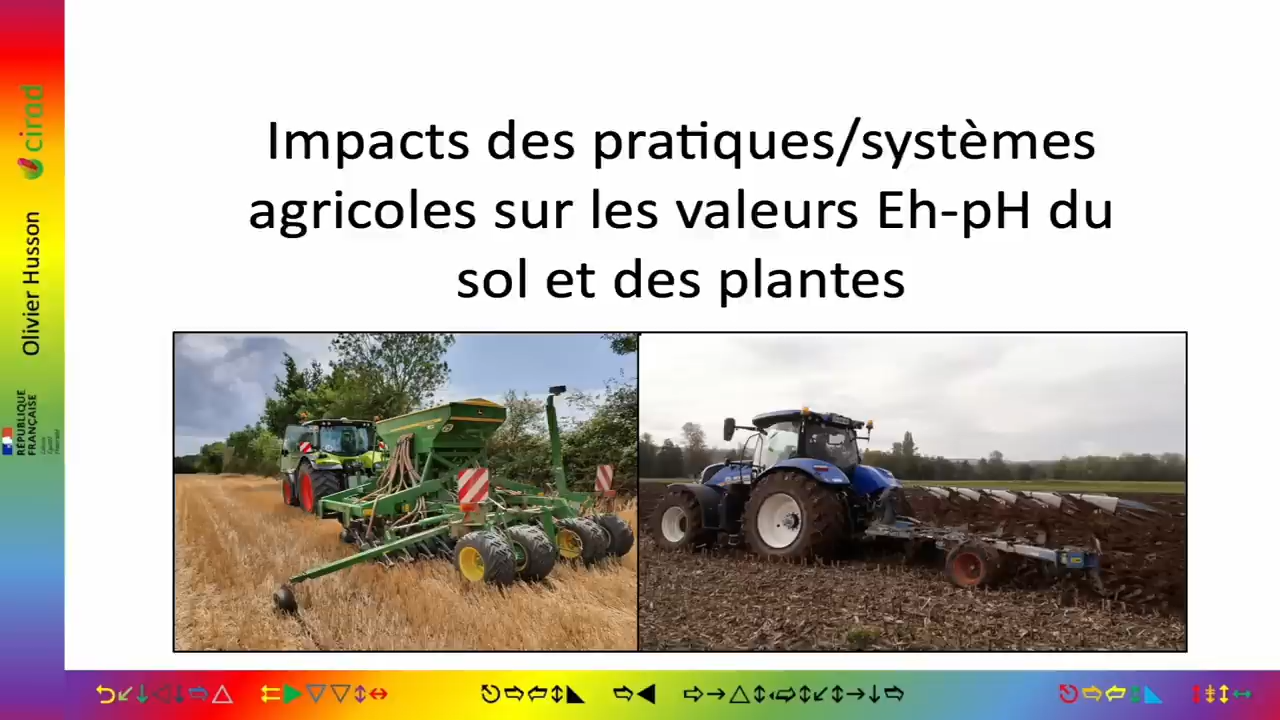 Impacts des pratiques/systèmes
agricoles sur les valeurs Eh-pH du
sol et des plantes
cirad
Olivier Husson
RÉPUBLIQUE
FRANÇAISE